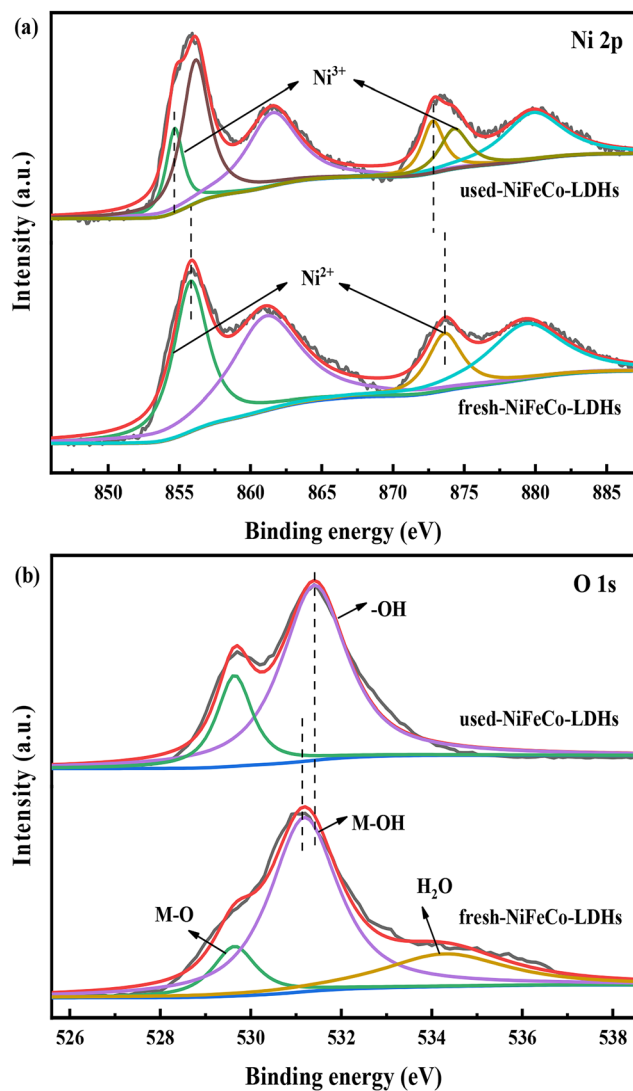 (a)
Ni 2p
Ni³⁺
used-NiFeCo-LDHs
Ni²⁺
fresh-NiFeCo-LDHs
Intensity (a.u.)
850 855 860 865 870 875 880 885
Binding energy (eV)
(b)
O 1s
-OH
used-NiFeCo-LDHs
M-OH
M-O
H₂O
fresh-NiFeCo-LDHs
Intensity (a.u.)
526 528 530 532 534 536 538
Binding energy (eV)